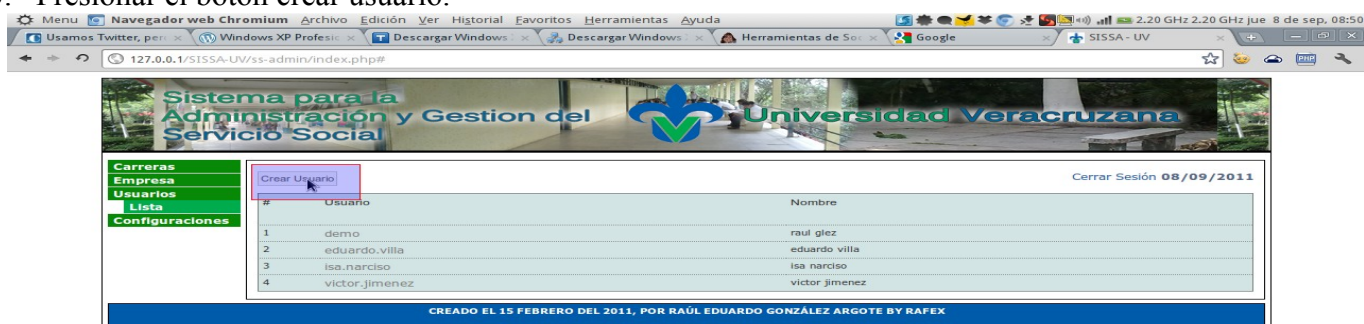 Presionar el botón crear usuario.
Menu Navegador web Chromium Archivo Edición Ver Historial Favoritos Herramientas Ayuda 2.20 GHz 2.20 GHz jue 8 de sep, 08:50
Usamos Twitter, per Windows XP Profesio Descargar Windows Descargar Windows Herramientas de Soc Google SISSA - UV
127.0.0.1/SISSA-UV/ss-admin/index.php#
Sistema para la
Administración y Gestion del
Servicio Social
Universidad Veracruzana
Carreras
Empresa
Usuarios
Lista
Configuraciones
Crear Usuario
Cerrar Sesión 08/09/2011
# Usuario Nombre
1 demo raul glez
2 eduardo.villa eduardo villa
3 isa.narciso isa narciso
4 victor.jimenez victor jimenez
CREADO EL 15 FEBRERO DEL 2011, POR RAÚL EDUARDO GONZÁLEZ ARGOTE BY RAFEX